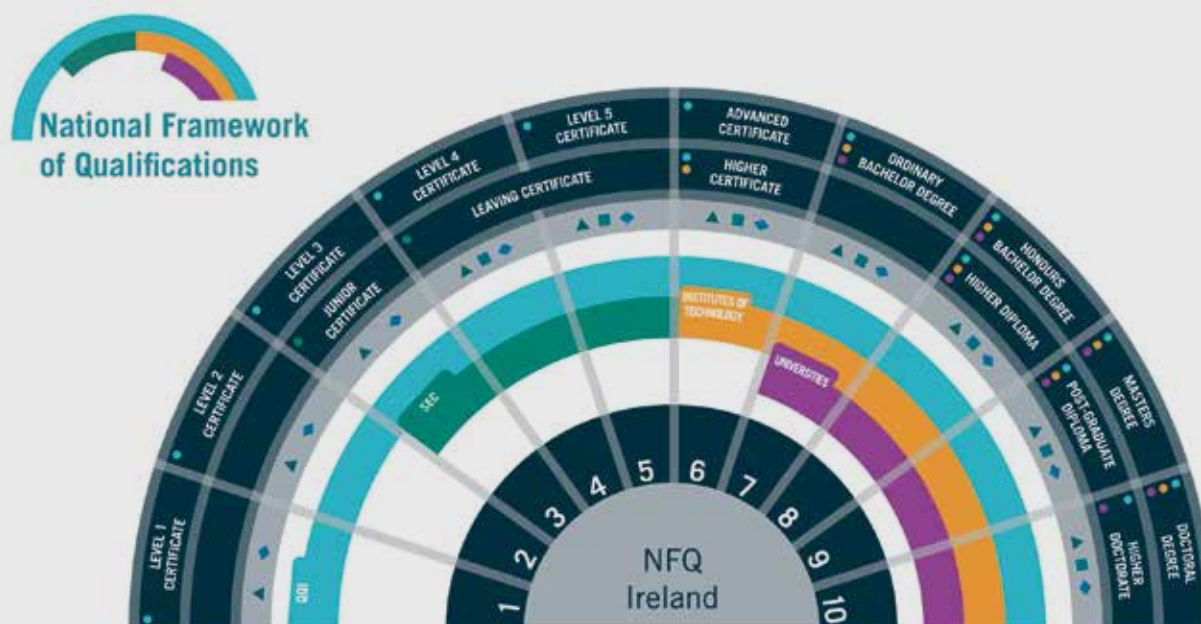 National Framework
of Qualifications
LEVEL 1
CERTIFICATE
LEVEL 2
CERTIFICATE
LEVEL 3
CERTIFICATE
JUNIOR
CERTIFICATE
LEVEL 4
CERTIFICATE
LEVEL 5
CERTIFICATE
LEAVING CERTIFICATE
ADVANCED
CERTIFICATE
HIGHER
CERTIFICATE
ORDINARY
BACHELOR DEGREE
HONOURS
BACHELOR DEGREE
HIGHER DIPLOMA
MASTERS
DEGREE
POST-GRADUATE
DIPLOMA
DOCTORAL
DEGREE
HIGHER
DOCTORATE
QQI
SEC
INSTITUTES OF
TECHNOLOGY
UNIVERSITIES
1
2
3
4
5
6
7
8
9
10
NFQ
Ireland